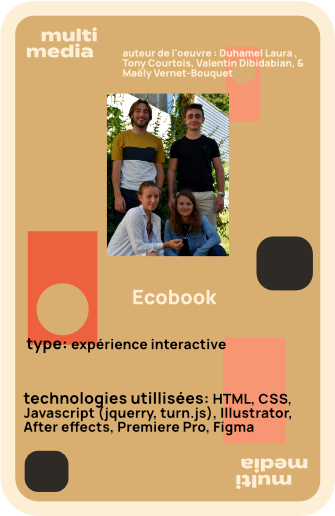 multi
media
auteur de l'oeuvre : Duhamel Laura ,
Tony Courtois, Valentin Dibidabian, &
Maëly Vernet-Bouquet
Ecobook
type: expérience interactive
technologies utillisées: HTML, CSS,
Javascript (jquerry, turn.js), Illustrator,
After effects, Premiere Pro, Figma
multi
media